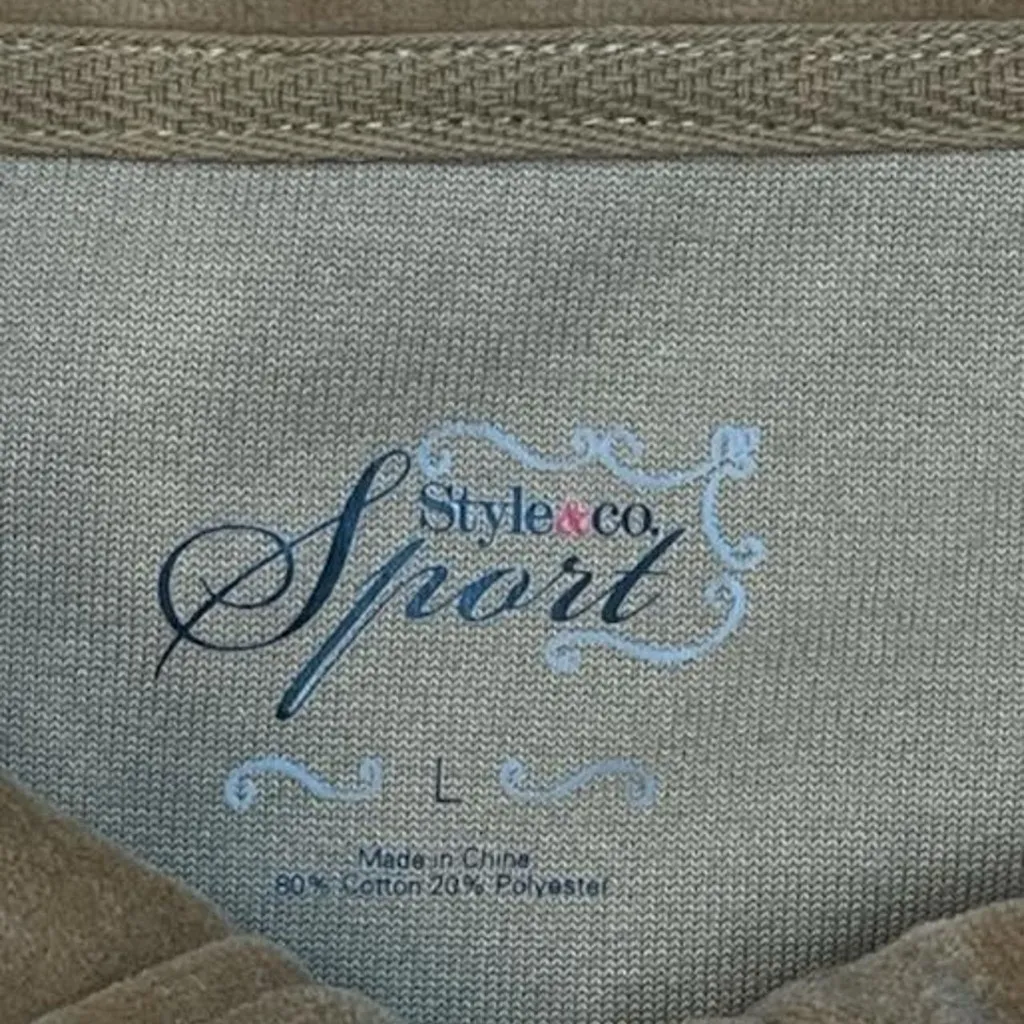 Style&co.
Sport
L
Made in China
80% Cotton 20% Polyester